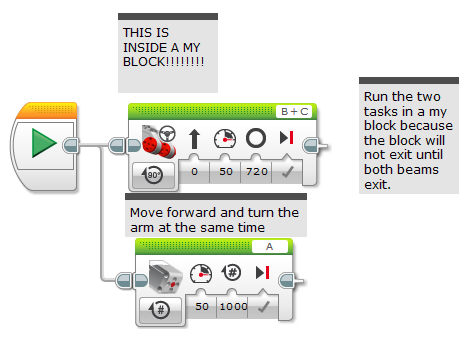 THIS IS
INSIDE A MY
BLOCK!!!!!!!!
B+C
90°
0
50
720
Run the two
tasks in a my
block because
the block will
not exit until
both beams
exit.
Move forward and turn the
arm at the same time
A
#
#
50
1000